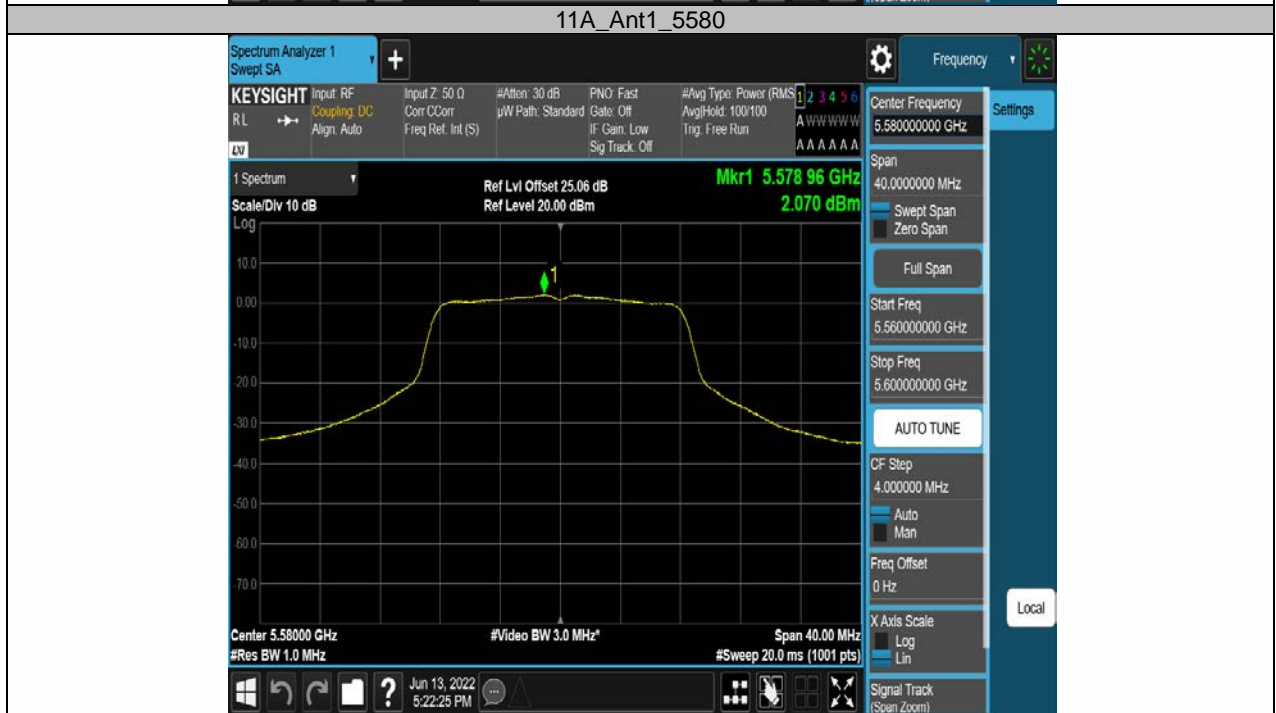 11A_Ant1_5580
Spectrum Analyzer 1
Swept SA
Frequency
KEYSIGHT
RL
LXI
Input: RF
Coupling: DC
Align: Auto
Input Z: 50 Ω
Corr CCorr
Freq Ref: Int (S)
#Atten: 30 dB
µW Path: Standard
PNO: Fast
Gate: Off
IF Gain: Low
Sig Track: Off
#Avg Type: Power (RMS
Avg|Hold: 100/100
Trig: Free Run
1 2 3 4 5 6
A W W W W W
A A A A A A
1 Spectrum
Scale/Div 10 dB
Log
Ref Lvl Offset 25.06 dB
Ref Level 20.00 dBm
Mkr1 5.578 96 GHz
2.070 dBm
10.0
0.00
-10.0
-20.0
-30.0
-40.0
-50.0
-60.0
-70.0
1
Center 5.58000 GHz
#Res BW 1.0 MHz
#Video BW 3.0 MHz*
Span 40.00 MHz
#Sweep 20.0 ms (1001 pts)
Center Frequency
5.580000000 GHz
Settings
Span
40.0000000 MHz
Swept Span
Zero Span
Full Span
Start Freq
5.560000000 GHz
Stop Freq
5.600000000 GHz
AUTO TUNE
CF Step
4.000000 MHz
Auto
Man
Freq Offset
0 Hz
X Axis Scale
Log
Lin
Local
Signal Track
(Span Zoom)
?
Jun 13, 2022
5:22:25 PM